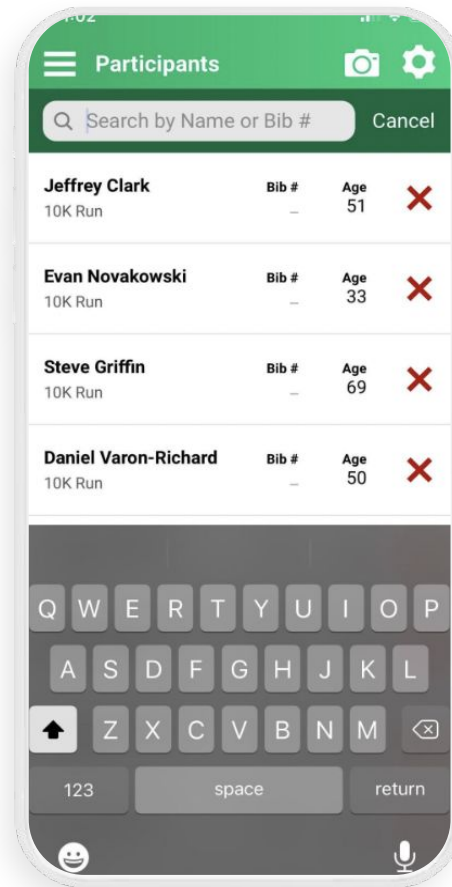 Participants
Search by Name or Bib #
Cancel
Jeffrey Clark Bib # Age
10K Run – 51
Evan Novakowski Bib # Age
10K Run – 33
Steve Griffin Bib # Age
10K Run – 69
Daniel Varon-Richard Bib # Age
10K Run – 50
Q W E R T Y U I O P
A S D F G H J K L
Z X C V B N M
123 space return